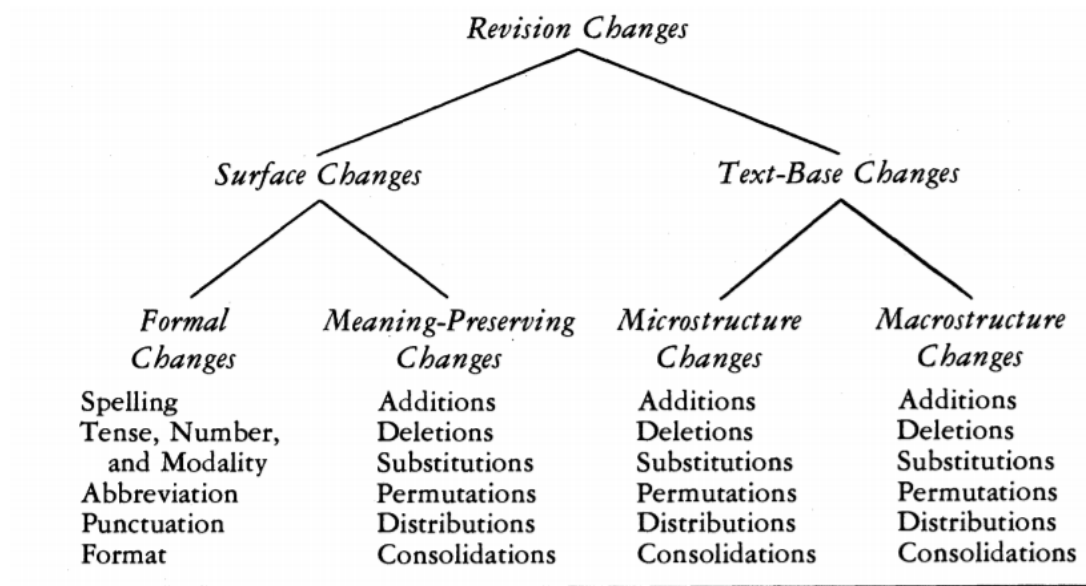 Revision Changes
Surface Changes
Text-Base Changes
Formal
Changes
Meaning-Preserving
Changes
Microstructure
Changes
Macrostructure
Changes
Spelling
Tense, Number,
and Modality
Abbreviation
Punctuation
Format
Additions
Deletions
Substitutions
Permutations
Distributions
Consolidations
Additions
Deletions
Substitutions
Permutations
Distributions
Consolidations
Additions
Deletions
Substitutions
Permutations
Distributions
Consolidations